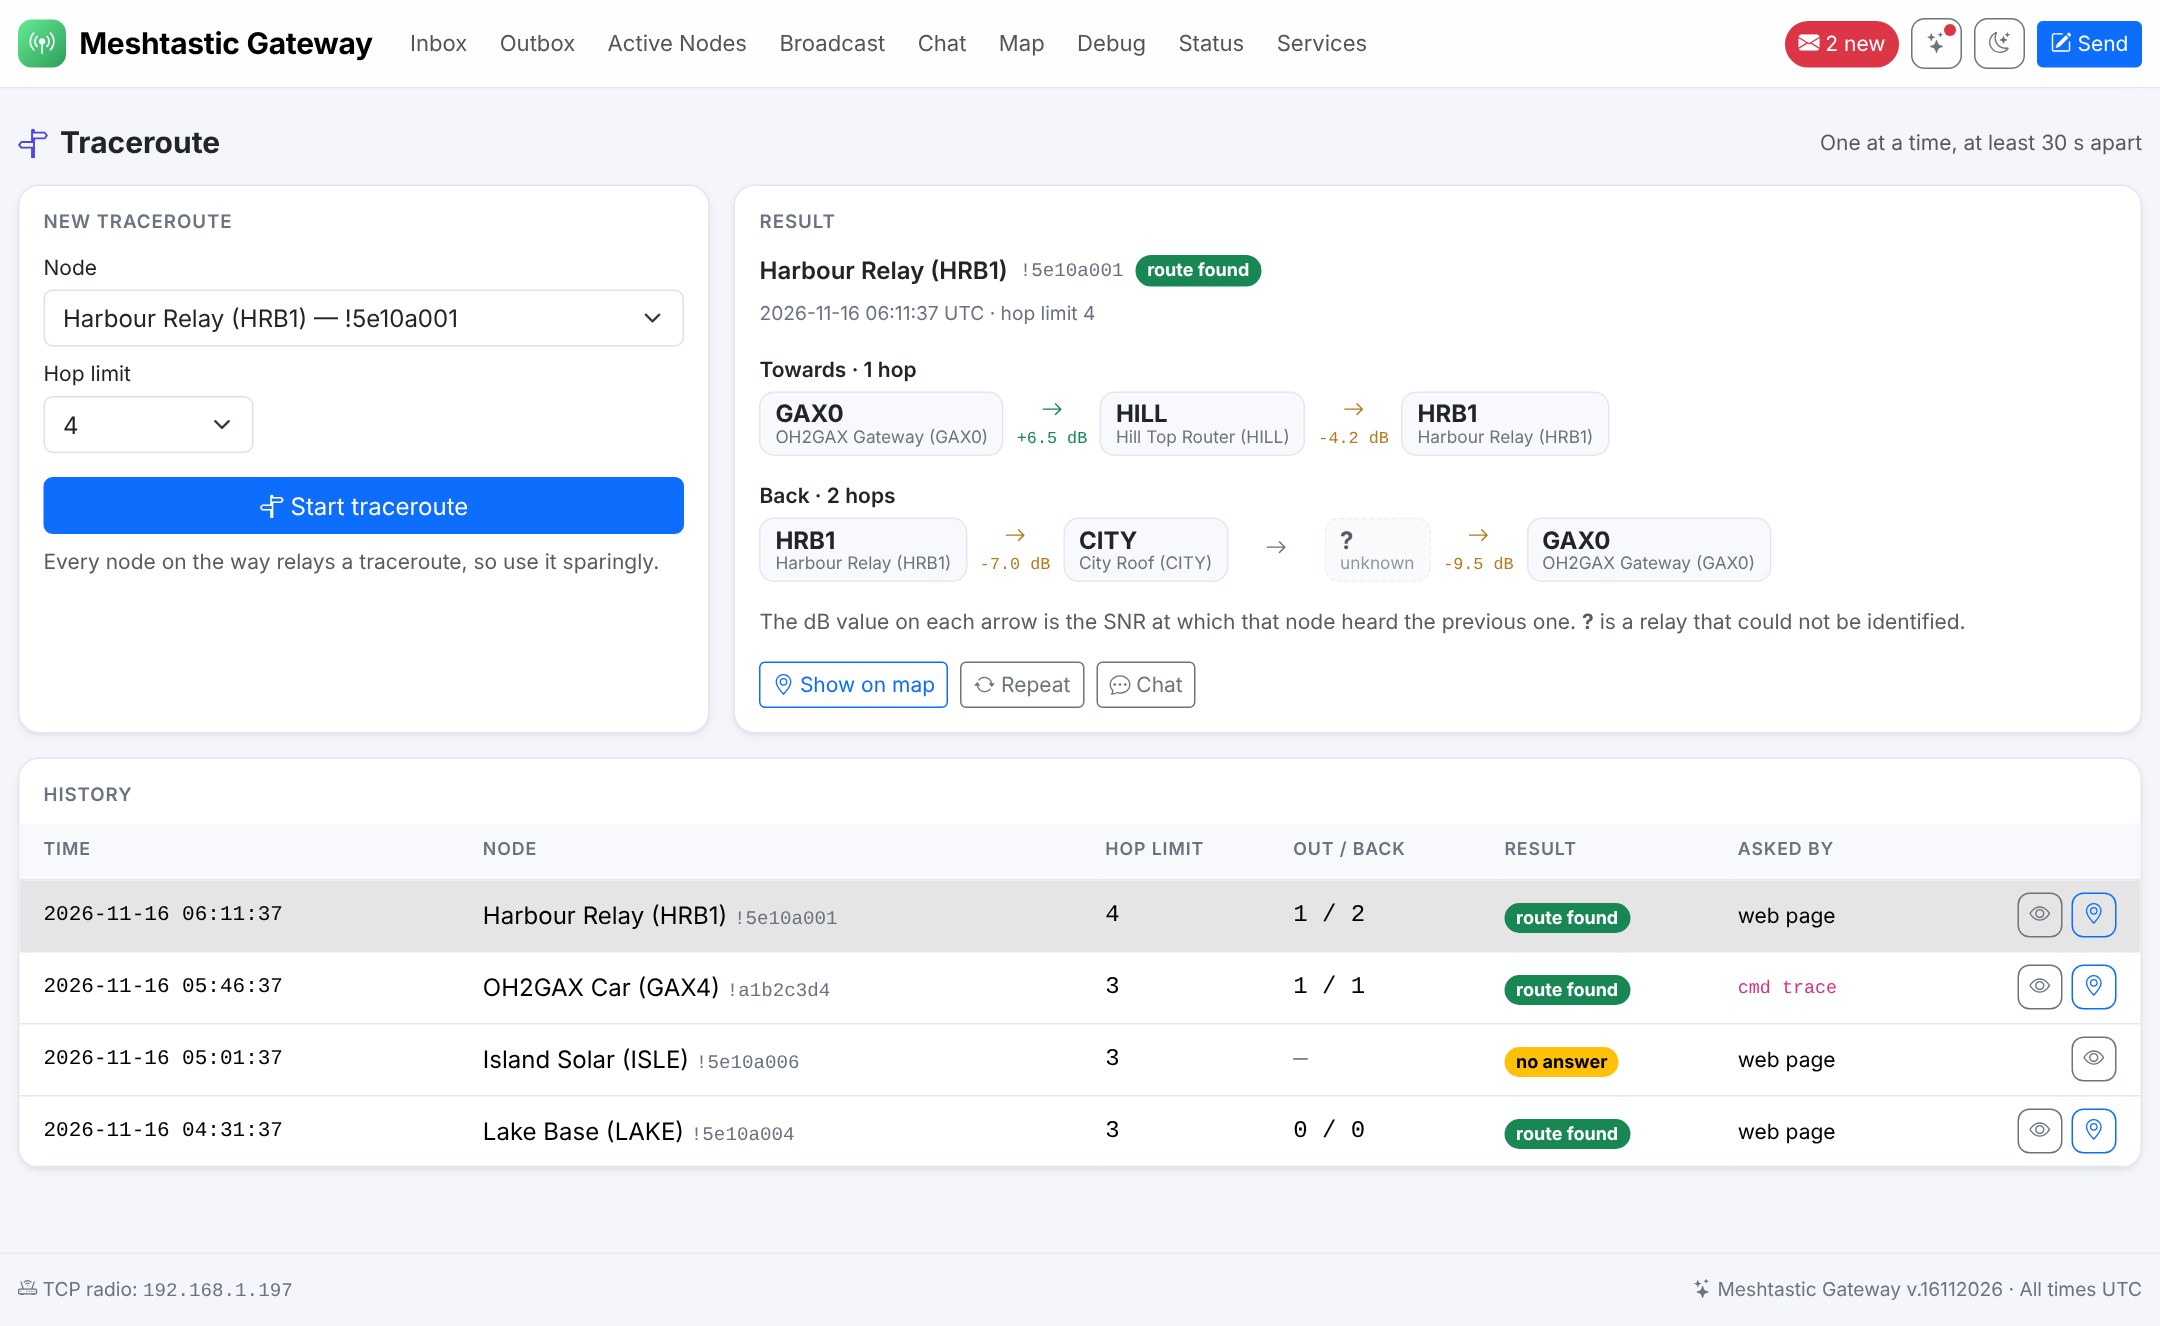 Meshtastic Gateway Inbox Outbox Active Nodes Broadcast Chat Map Debug Status Services 2 new Send
Traceroute One at a time, at least 30 s apart
NEW TRACEROUTE
Node
Harbour Relay (HRB1) — !5e10a001
Hop limit
4
Start traceroute
Every node on the way relays a traceroute, so use it sparingly.
RESULT
Harbour Relay (HRB1) !5e10a001 route found
2026-11-16 06:11:37 UTC · hop limit 4
Towards · 1 hop
GAX0 → HILL → HRB1
OH2GAX Gateway (GAX0) +6.5 dB Hill Top Router (HILL) -4.2 dB Harbour Relay (HRB1)
Back · 2 hops
HRB1 → CITY → ? → GAX0
Harbour Relay (HRB1) -7.0 dB City Roof (CITY) unknown -9.5 dB OH2GAX Gateway (GAX0)
The dB value on each arrow is the SNR at which that node heard the previous one. ? is a relay that could not be identified.
Show on map Repeat Chat
HISTORY
TIME NODE HOP LIMIT OUT / BACK RESULT ASKED BY
2026-11-16 06:11:37 Harbour Relay (HRB1) !5e10a001 4 1 / 2 route found web page
2026-11-16 05:46:37 OH2GAX Car (GAX4) !a1b2c3d4 3 1 / 1 route found cmd trace
2026-11-16 05:01:37 Island Solar (ISLE) !5e10a006 3 — no answer web page
2026-11-16 04:31:37 Lake Base (LAKE) !5e10a004 3 0 / 0 route found web page
TCP radio: 192.168.1.197 Meshtastic Gateway v.16112026 · All times UTC